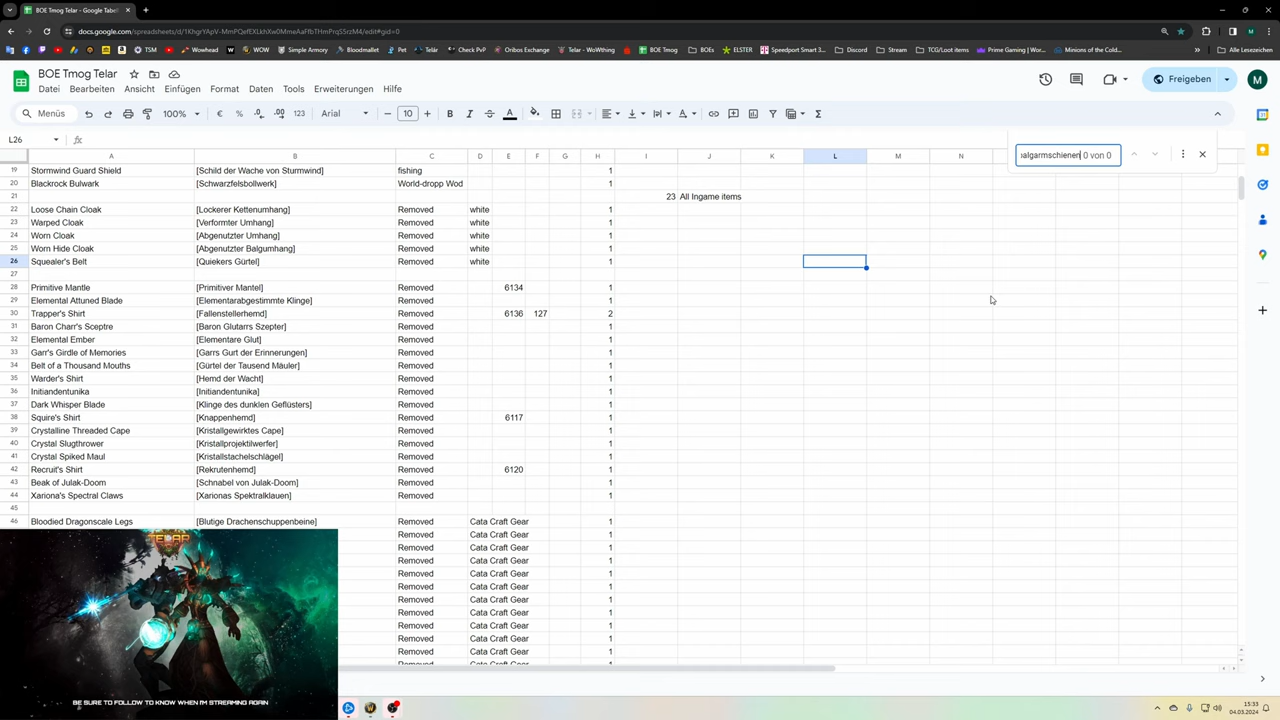 BOE Tmog Telar - Google Tabell
docs.google.com/spreadsheets/d/1KhgrYApV-MmPQefEXLkhXw0MmeAaFfbTHmPrqS5rzM4/edit#gid=0
TSM Wowhead WOW MmeArmory Bloodmallet Pet Telár Check PvP Oribos Exchange Telar - WoWthing BOE Tmog BOEs ELSTER Speedport Smart 3... Discord Stream TCG/Loot items Prime Gaming | Wow... Minions of the Cold... Alle Lesezeichen
BOE Tmog Telar
Datei Bearbeiten Ansicht Einfügen Format Daten Tools Erweiterungen Hilfe
Freigeben M
Menüs 100% € % 123 Arial 10 B I A
L26 fx
balgarmschienen 0 von 0
A B C D E F G H I J K L M N
19 Stormwind Guard Shield [Schild der Wache von Sturmwind] fishing 1
20 Blackrock Bulwark [Schwarzfelsbollwerk] World-dropp Wod 1
21 23 All Ingame items
22 Loose Chain Cloak [Lockerer Kettenumhang] Removed white 1
23 Warped Cloak [Verformter Umhang] Removed white 1
24 Worn Cloak [Abgenutzter Umhang] Removed white 1
25 Worn Hide Cloak [Abgenutzter Balgumhang] Removed white 1
26 Squealer's Belt [Quiekers Gürtel] Removed white 1
27
28 Primitive Mantle [Primitiver Mantel] Removed 6134 1
29 Elemental Attuned Blade [Elementarabgestimmte Klinge] Removed 1
30 Trapper's Shirt [Fallenstellerhemd] Removed 6136 127 2
31 Baron Charr's Sceptre [Baron Glutarrs Szepter] Removed 1
32 Elemental Ember [Elementare Glut] Removed 1
33 Garr's Girdle of Memories [Garrs Gurt der Erinnerungen] Removed 1
34 Belt of a Thousand Mouths [Gürtel der Tausend Mäuler] Removed 1
35 Warder's Shirt [Hemd der Wacht] Removed 1
36 Initiandentunika [Initiandentunika] Removed 1
37 Dark Whisper Blade [Klinge des dunklen Geflüsters] Removed 1
38 Squire's Shirt [Knappenhemd] Removed 6117 1
39 Crystalline Threaded Cape [Kristallgewirktes Cape] Removed 1
40 Crystal Slugthrower [Kristallprojektilwerfer] Removed 1
41 Crystal Spiked Maul [Kristallstachelschlägel] Removed 1
42 Recruit's Shirt [Rekrutenhemd] Removed 6120 1
43 Beak of Julak-Doom [Schnabel von Julak-Doom] Removed 1
44 Xariona's Spectral Claws [Xarionas Spektralklauen] Removed 1
45
46 Bloodied Dragonscale Legs [Blutige Drachenschuppenbeine] Removed Cata Craft Gear 1
Removed Cata Craft Gear 1
Removed Cata Craft Gear 1
Removed Cata Craft Gear 1
Removed Cata Craft Gear 1
Removed Cata Craft Gear 1
Removed Cata Craft Gear 1
Removed Cata Craft Gear 1
Removed Cata Craft Gear 1
Removed Cata Craft Gear 1
Removed Cata Craft Gear 1
TELAR
BE SURE TO FOLLOW TO KNOW WHEN I'M STREAMING AGAIN
15:33
04.03.2024